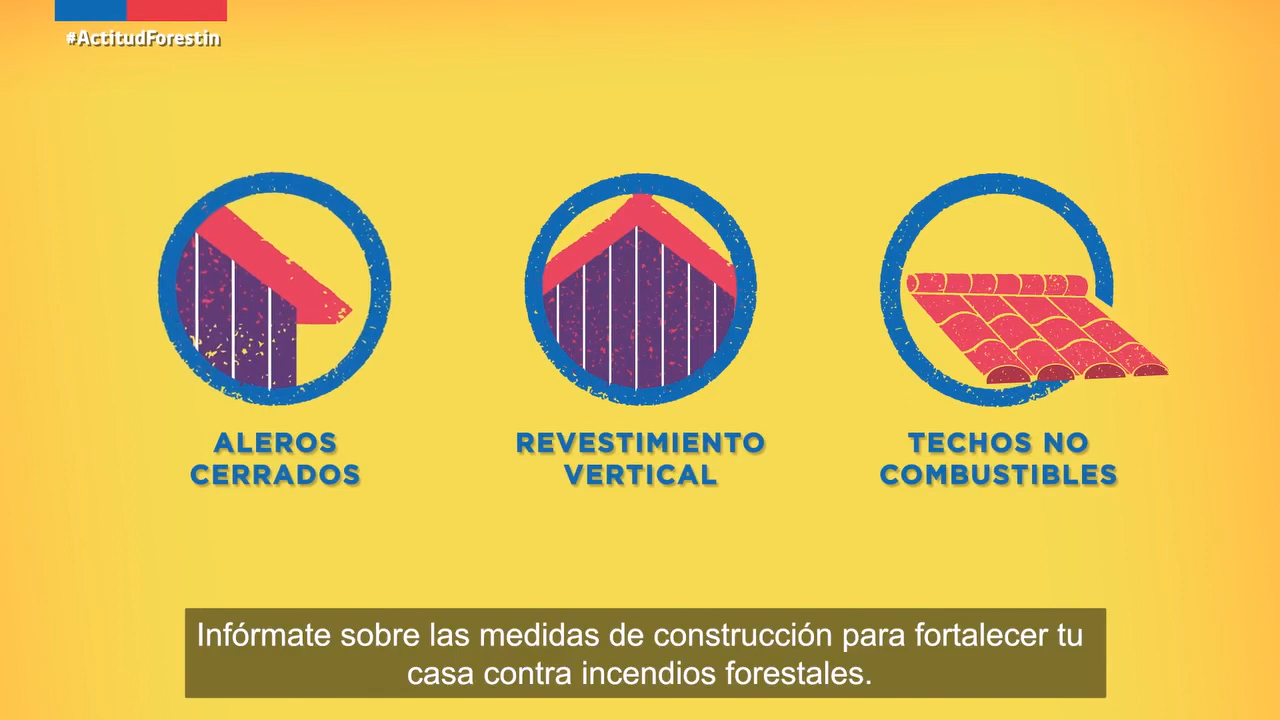 #ActitudForestin
ALEROS
CERRADOS
REVESTIMIENTO
VERTICAL
TECHOS NO
COMBUSTIBLES
Infórmate sobre las medidas de construcción para fortalecer tu
casa contra incendios forestales.